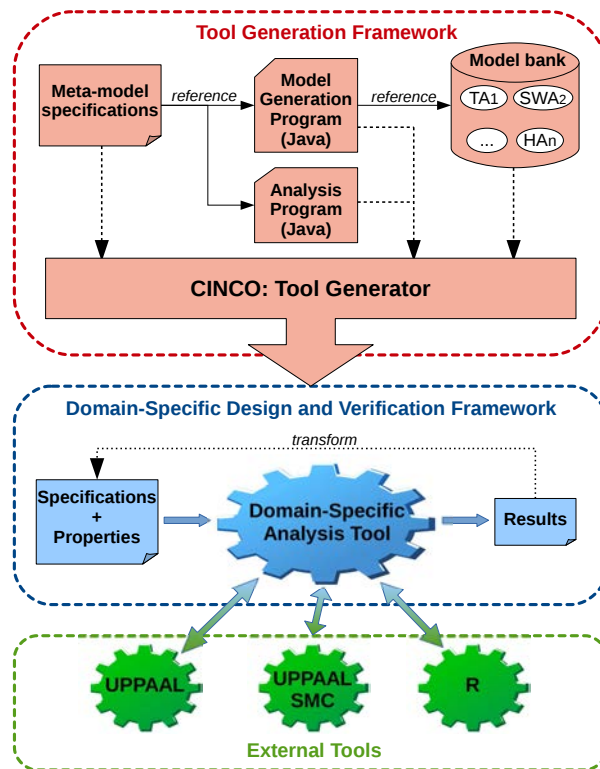 Tool Generation Framework
Meta-model
specifications
reference
Model
Generation
Program
(Java)
reference
Model bank
TA1
SWA2
...
HAn
Analysis
Program
(Java)
CINCO: Tool Generator
Domain-Specific Design and Verification Framework
transform
Specifications
+
Properties
Domain-Specific
Analysis Tool
Results
UPPAAL
UPPAAL
SMC
R
External Tools